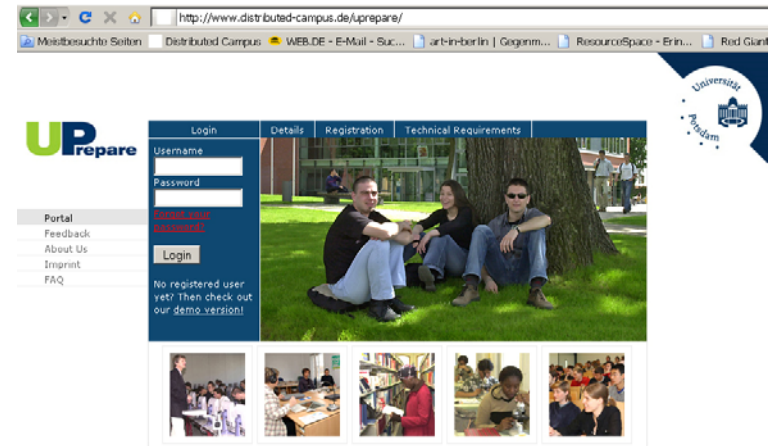 http://www.distributed-campus.de/uprepare/
Meistbesuchte Seiten Distributed Campus WEB.DE - E-Mail - Suc... art-in-berlin | Gegenm... ResourceSpace - Erin... Red Giant
Universität
Potsdam
UPrepare
Login Details Registration Technical Requirements
Username
Password
Forgot your
password?
Login
No registered user
yet? Then check out
our demo version!
Portal
Feedback
About Us
Imprint
FAQ